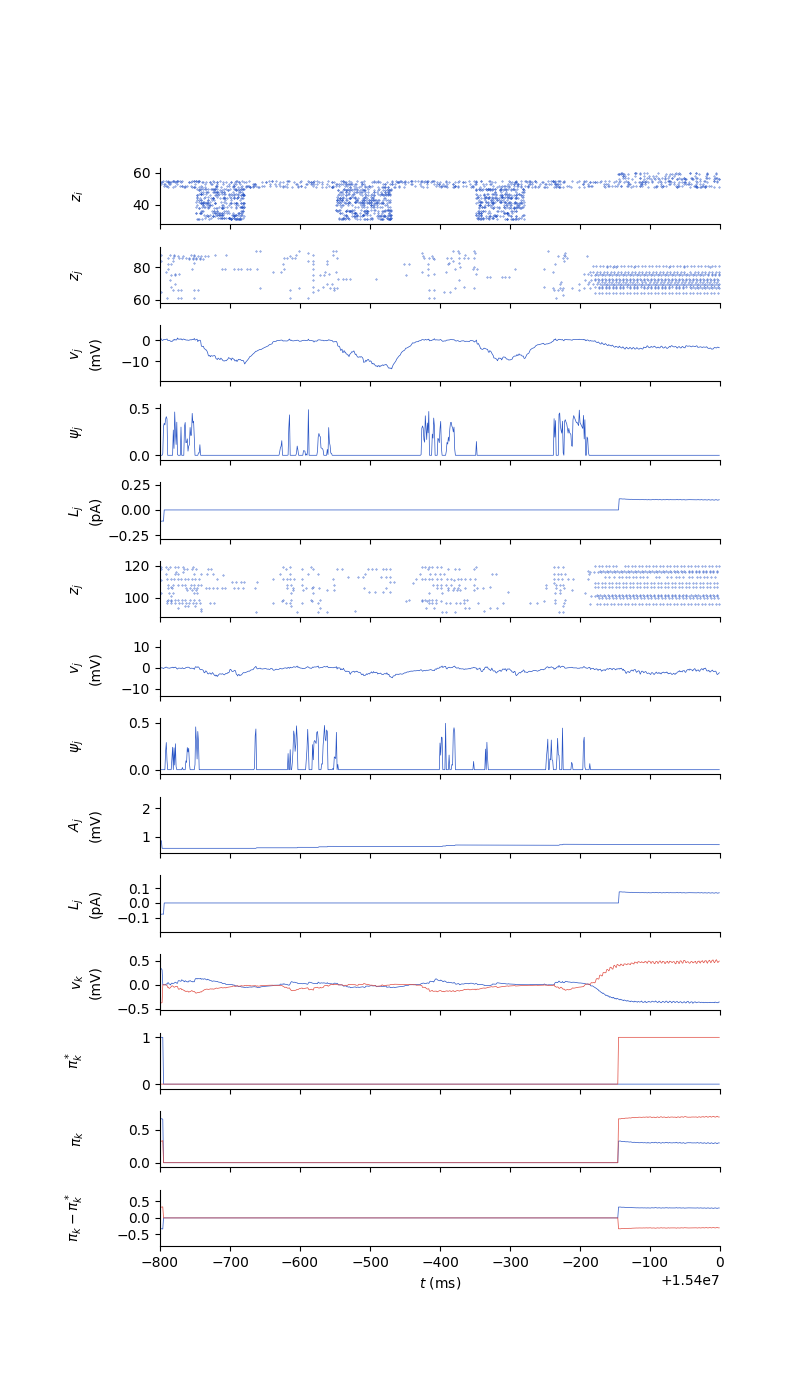 60
40
z_i
80
60
z_j
0
−10
v_j
(mV)
0.5
0.0
ψ_j
0.25
0.00
−0.25
L_j
(pA)
120
100
z_j
10
0
−10
v_j
(mV)
0.5
0.0
ψ_j
2
1
A_j
(mV)
0.1
0.0
−0.1
L_j
(pA)
0.5
0.0
−0.5
v_k
(mV)
1
0
π_k^*
0.5
0.0
π_k
0.5
0.0
−0.5
π_k − π_k^*
−800 −700 −600 −500 −400 −300 −200 −100 0
t (ms)
+1.54e7